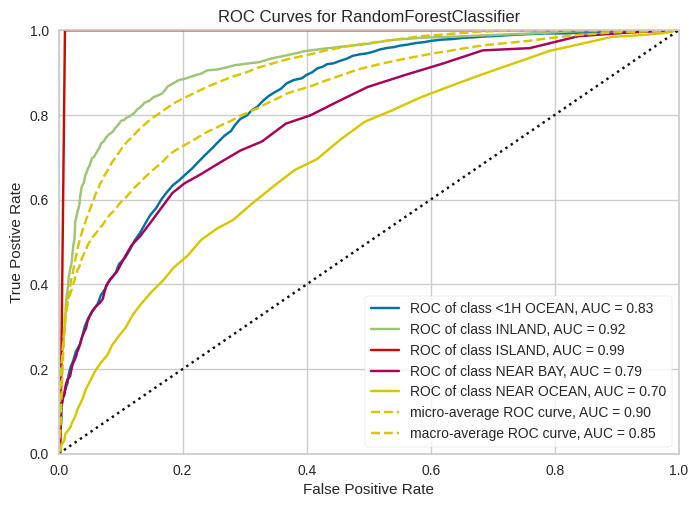 ROC Curves for RandomForestClassifier
True Postive Rate
1.0
0.8
0.6
0.4
0.2
0.0
ROC of class <1H OCEAN, AUC = 0.83
ROC of class INLAND, AUC = 0.92
ROC of class ISLAND, AUC = 0.99
ROC of class NEAR BAY, AUC = 0.79
ROC of class NEAR OCEAN, AUC = 0.70
micro-average ROC curve, AUC = 0.90
macro-average ROC curve, AUC = 0.85
0.0 0.2 0.4 0.6 0.8 1.0
False Positive Rate